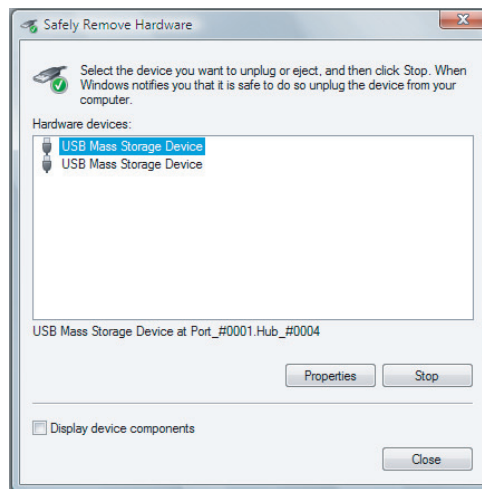 Safely Remove Hardware
Select the device you want to unplug or eject, and then click Stop. When
Windows notifies you that it is safe to do so unplug the device from your
computer.
Hardware devices:
USB Mass Storage Device
USB Mass Storage Device
USB Mass Storage Device at Port_#0001.Hub_#0004
Properties Stop
Display device components
Close